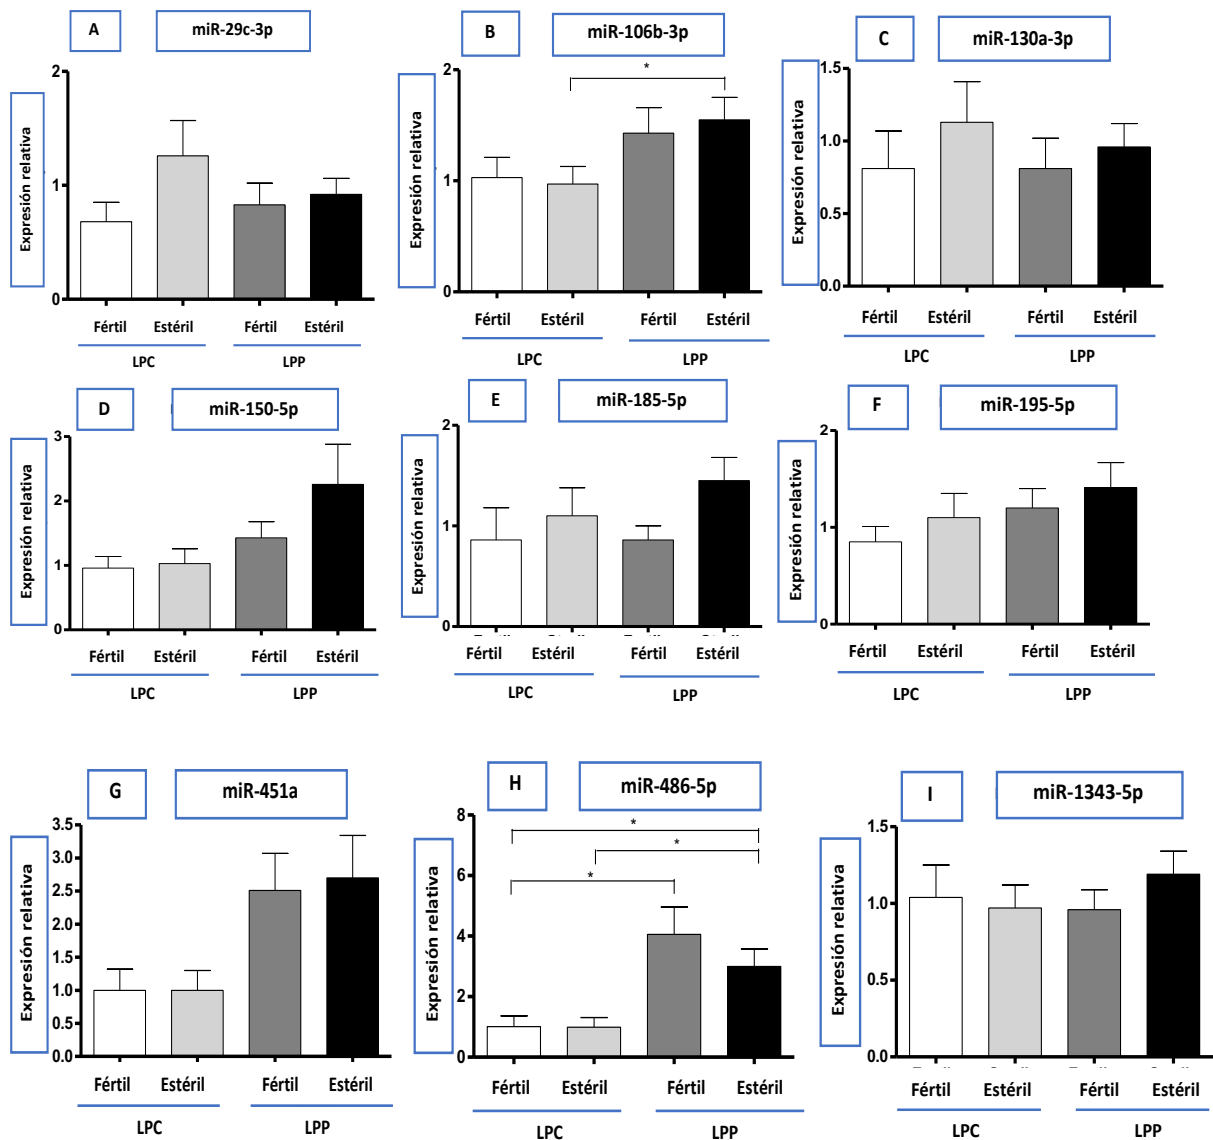 A
miR-29c-3p
Expresión relativa
2
1
0
Fértil Estéril Fértil Estéril
LPC LPP
B
miR-106b-3p
Expresión relativa
2
1
0
*
Fértil Estéril Fértil Estéril
LPC LPP
C
miR-130a-3p
Expresión relativa
1.5
1.0
0.5
0.0
Fértil Estéril Fértil Estéril
LPC LPP
D
miR-150-5p
Expresión relativa
3
2
1
0
Fértil Estéril Fértil Estéril
LPC LPP
E
miR-185-5p
Expresión relativa
2
1
0
Fértil Estéril Fértil Estéril
LPC LPP
F
miR-195-5p
Expresión relativa
2
1
0
Fértil Estéril Fértil Estéril
LPC LPP
G
miR-451a
Expresión relativa
3.5
3.0
2.5
2.0
1.5
1.0
0.5
0.0
Fértil Estéril Fértil Estéril
LPC LPP
H
miR-486-5p
Expresión relativa
8
6
4
2
0
*
*
*
Fértil Estéril Fértil Estéril
LPC LPP
I
miR-1343-5p
Expresión relativa
1.5
1.0
0.5
0.0
Fértil Estéril Fértil Estéril
LPC LPP